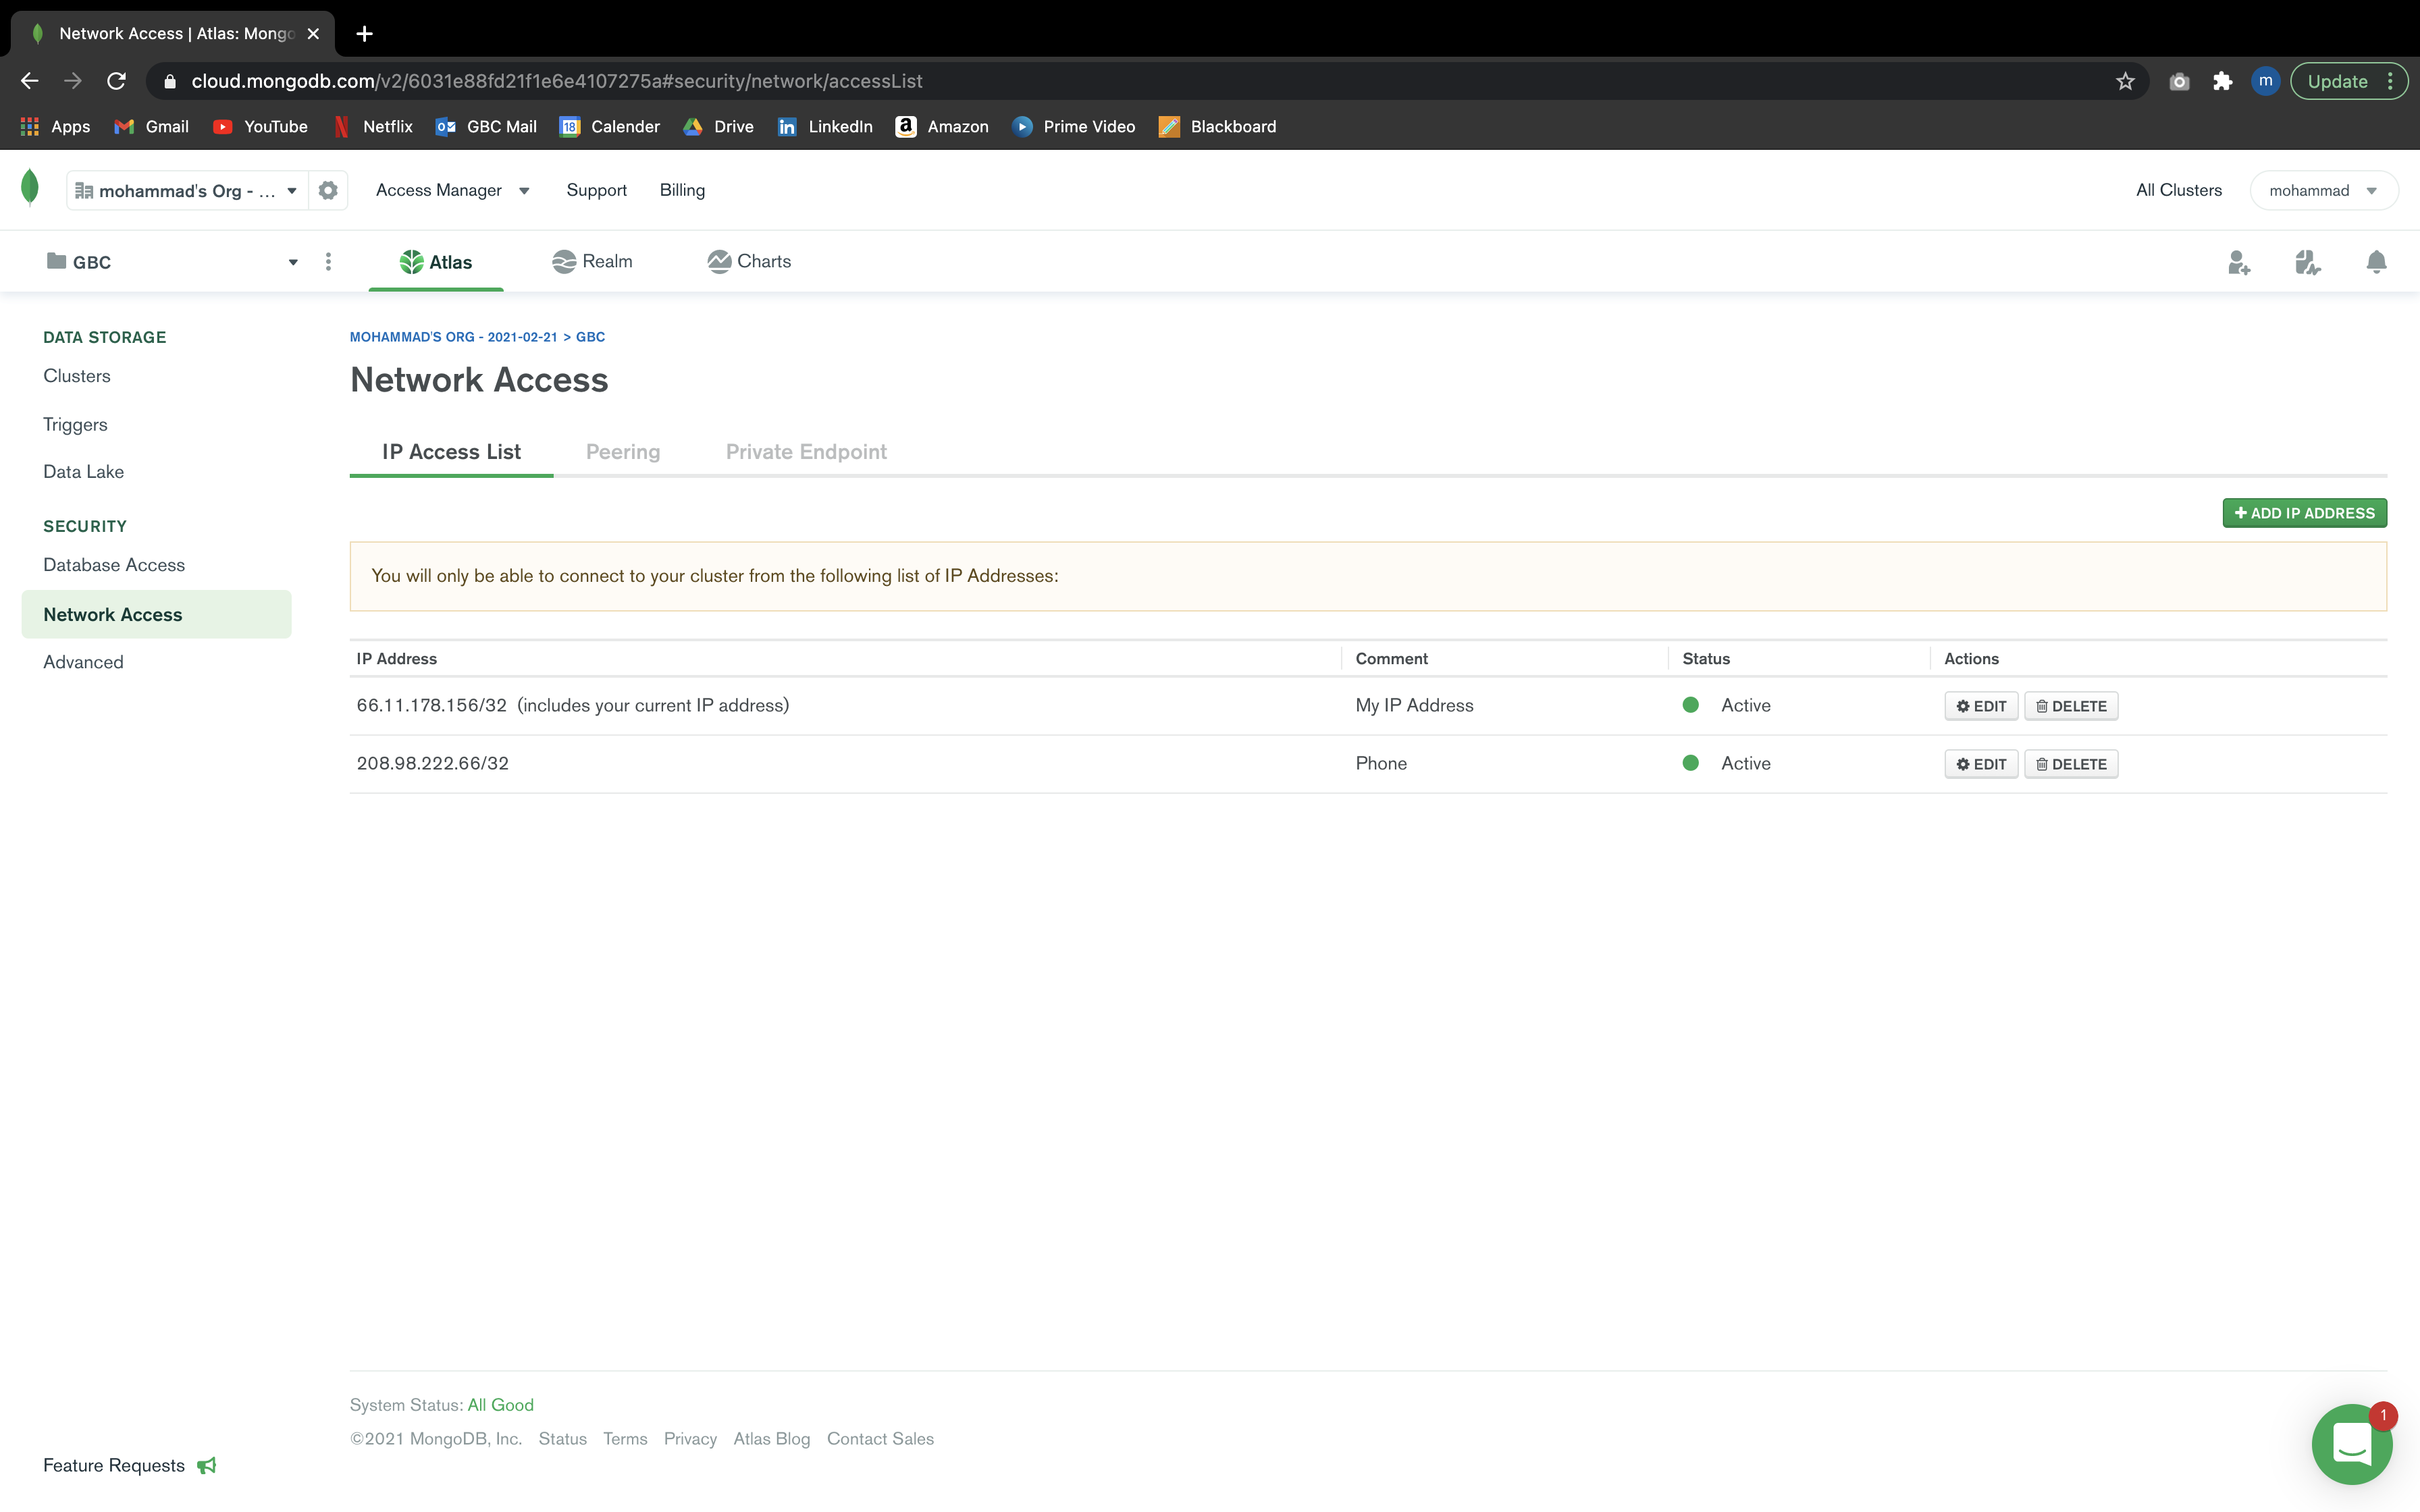 Network Access | Atlas: Mongo
cloud.mongodb.com/v2/6031e88fd21f1e6e4107275a#security/network/accessList
m
Update
Apps Gmail YouTube Netflix GBC Mail 18 Calender Drive LinkedIn Amazon Prime Video Blackboard
mohammad's Org - ... Access Manager Support Billing All Clusters mohammad
GBC Atlas Realm Charts
DATA STORAGE
Clusters
Triggers
Data Lake
SECURITY
Database Access
Network Access
Advanced
MOHAMMAD'S ORG - 2021-02-21 > GBC
Network Access
IP Access List Peering Private Endpoint
+ ADD IP ADDRESS
You will only be able to connect to your cluster from the following list of IP Addresses:
IP Address Comment Status Actions
66.11.178.156/32 (includes your current IP address) My IP Address Active EDIT DELETE
208.98.222.66/32 Phone Active EDIT DELETE
System Status: All Good
©2021 MongoDB, Inc. Status Terms Privacy Atlas Blog Contact Sales
Feature Requests
1